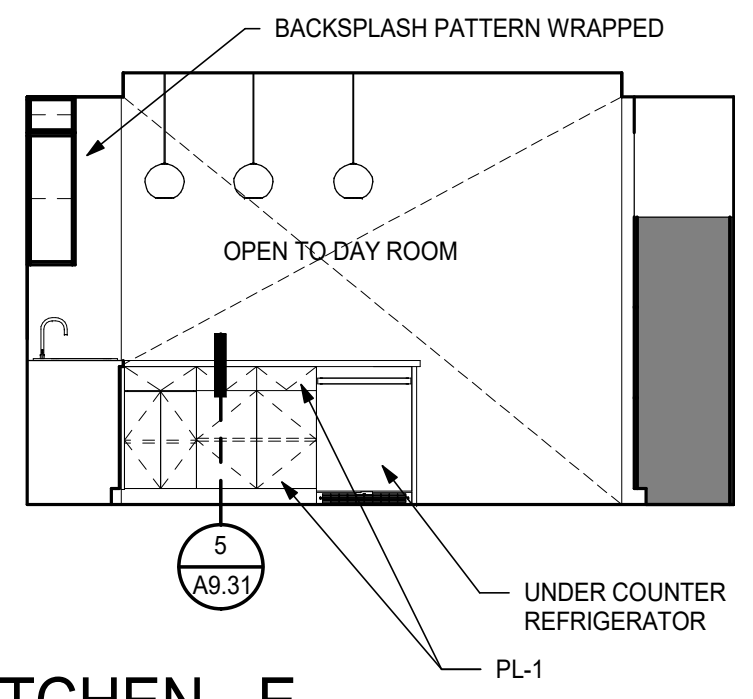 BACKSPLASH PATTERN WRAPPED
OPEN TO DAY ROOM
5
A9.31
UNDER COUNTER
REFRIGERATOR
PL-1